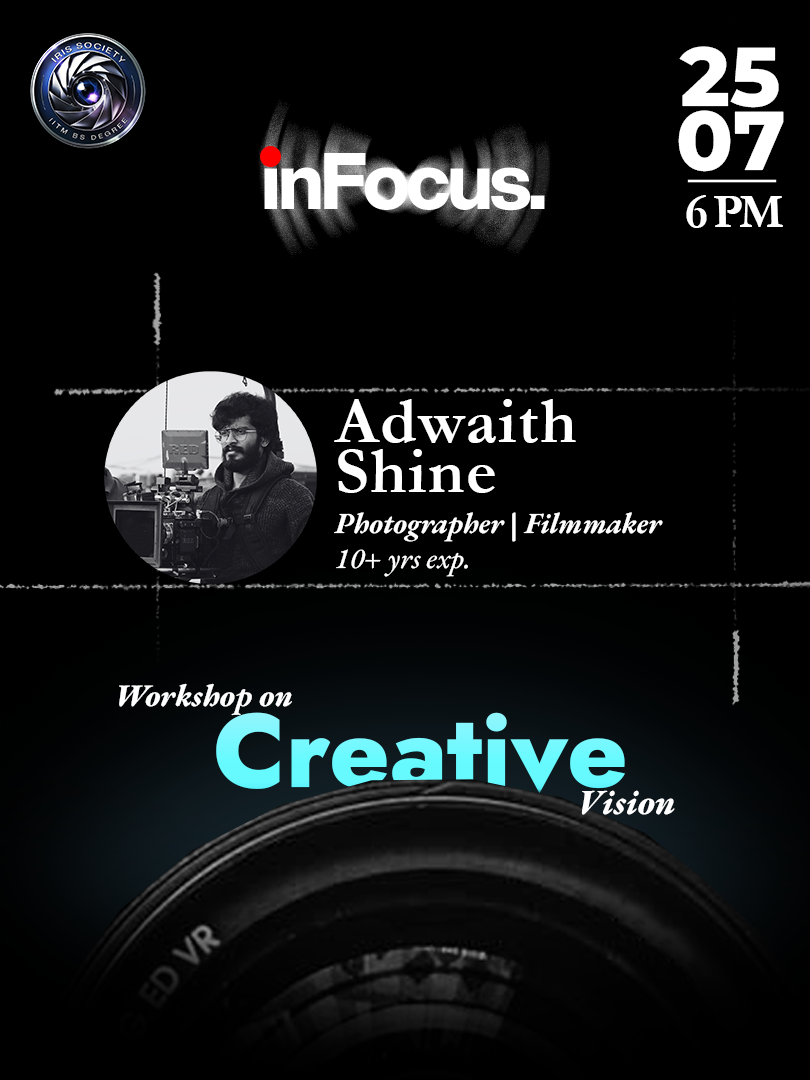 IRIS SOCIETY
IITM BS DEGREE
25
07
6 PM
inFocus.
RED
Adwaith
Shine
Photographer | Filmmaker
10+ yrs exp.
Workshop on
Creative
Vision
G ED VR